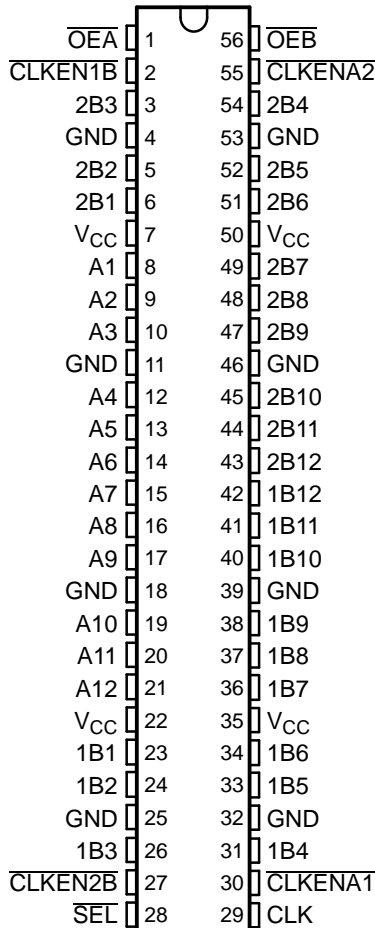 OEA 1 56 OEB
CLKEN1B 2 55 CLKENA2
2B3 3 54 2B4
GND 4 53 GND
2B2 5 52 2B5
2B1 6 51 2B6
VCC 7 50 VCC
A1 8 49 2B7
A2 9 48 2B8
A3 10 47 2B9
GND 11 46 GND
A4 12 45 2B10
A5 13 44 2B11
A6 14 43 2B12
A7 15 42 1B12
A8 16 41 1B11
A9 17 40 1B10
GND 18 39 GND
A10 19 38 1B9
A11 20 37 1B8
A12 21 36 1B7
VCC 22 35 VCC
1B1 23 34 1B6
1B2 24 33 1B5
GND 25 32 GND
1B3 26 31 1B4
CLKEN2B 27 30 CLKENA1
SEL 28 29 CLK